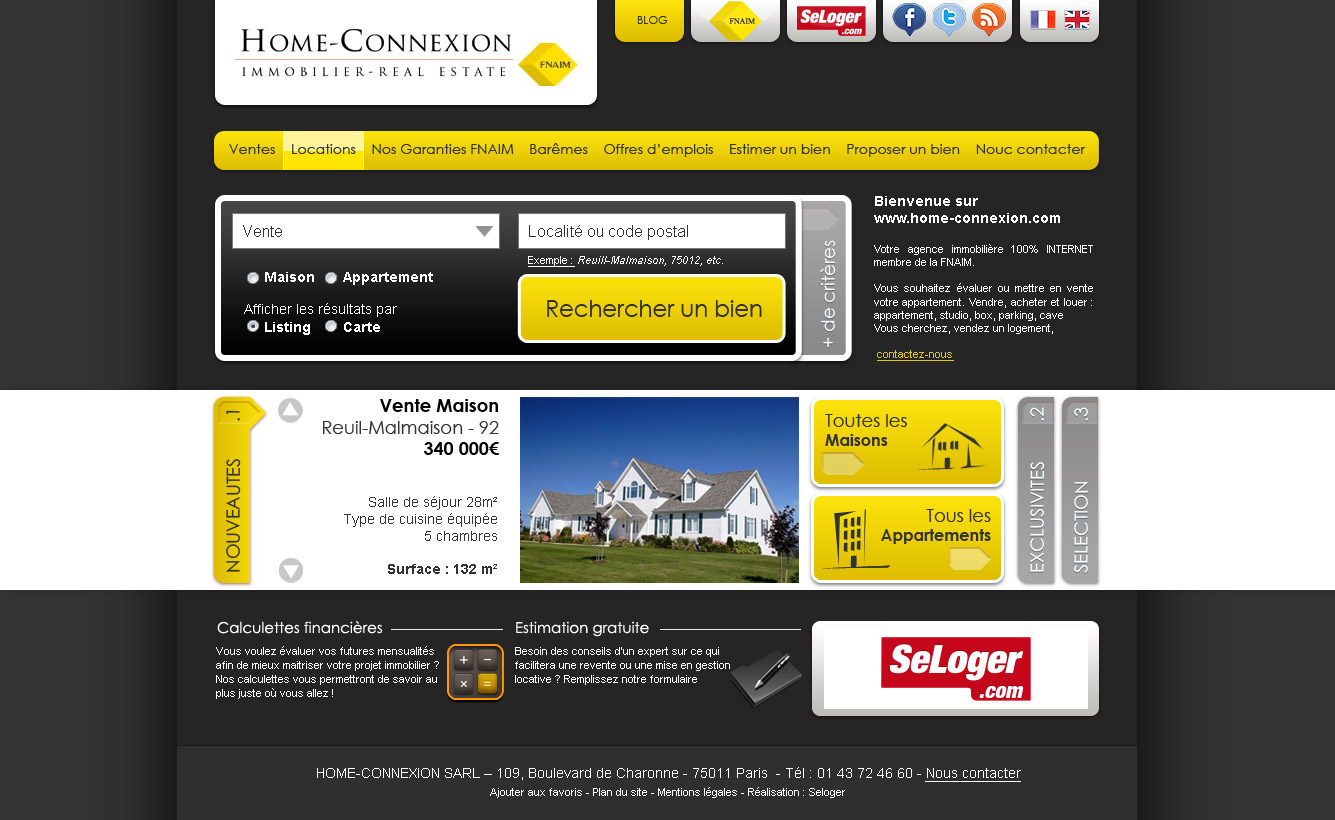 HOME-CONNEXION
IMMOBILIER-REAL ESTATE
FNAIM
BLOG
FNAIM
SeLoger
.com
Ventes
Locations
Nos Garanties FNAIM
Barêmes
Offres d'emplois
Estimer un bien
Proposer un bien
Nouc contacter
Vente
Localité ou code postal
Exemple : Reuill-Malmaison, 75012, etc.
Maison
Appartement
Afficher les résultats par
Listing
Carte
Rechercher un bien
+ de critères
Bienvenue sur
www.home-connexion.com
Votre agence immobilière 100% INTERNET
membre de la FNAIM.
Vous souhaitez évaluer ou mettre en vente
votre appartement. Vendre, acheter et louer :
appartement, studio, box, parking, cave
Vous cherchez, vendez un logement,
contactez-nous
NOUVEAUTES .1
Vente Maison
Reuil-Malmaison - 92
340 000€
Salle de séjour 28m²
Type de cuisine équipée
5 chambres
Surface : 132 m²
Toutes les
Maisons
Tous les
Appartements
EXCLUSIVITES .2
SELECTION .3
Calculettes financières
Vous voulez évaluer vos futures mensualités
afin de mieux maitriser votre projet immobilier ?
Nos calculettes vous permettront de savoir au
plus juste où vous allez !
+ −
× =
Estimation gratuite
Besoin des conseils d'un expert sur ce qui
facilitera une revente ou une mise en gestion
locative ? Remplissez notre formulaire
SeLoger
.com
HOME-CONNEXION SARL – 109, Boulevard de Charonne - 75011 Paris - Tél : 01 43 72 46 60 - Nous contacter
Ajouter aux favoris - Plan du site - Mentions légales - Réalisation : Seloger